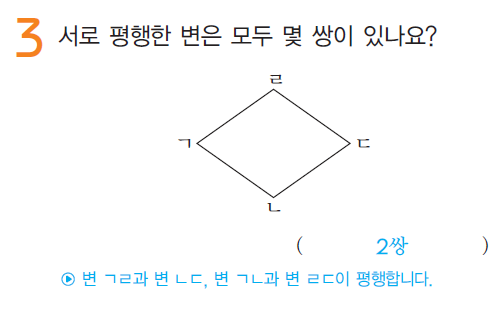 3 서로 평행한 변은 모두 몇 쌍이 있나요?
ㄹ
ㄱ ㄷ
ㄴ
( 2쌍 )
변 ㄱㄹ과 변 ㄴㄷ, 변 ㄱㄴ과 변 ㄹㄷ이 평행합니다.